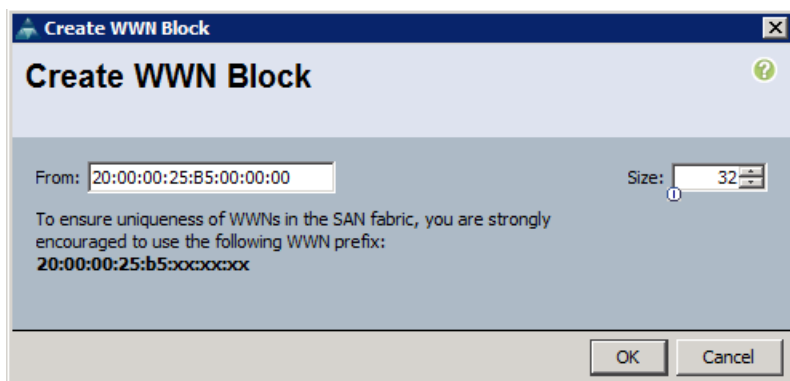 Create WWN Block
Create WWN Block
From: 20:00:00:25:B5:00:00:00 Size: 32
To ensure uniqueness of WWNs in the SAN fabric, you are strongly
encouraged to use the following WWN prefix:
20:00:00:25:b5:xx:xx:xx
OK Cancel